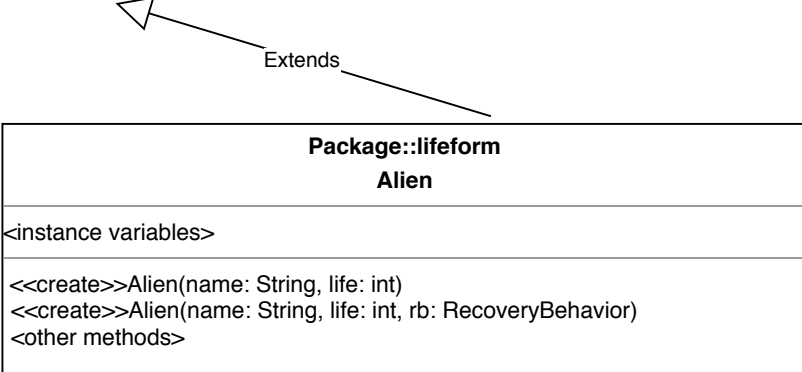 Extends
Package::lifeform
Alien
<instance variables>
<<create>>Alien(name: String, life: int)
<<create>>Alien(name: String, life: int, rb: RecoveryBehavior)
<other methods>